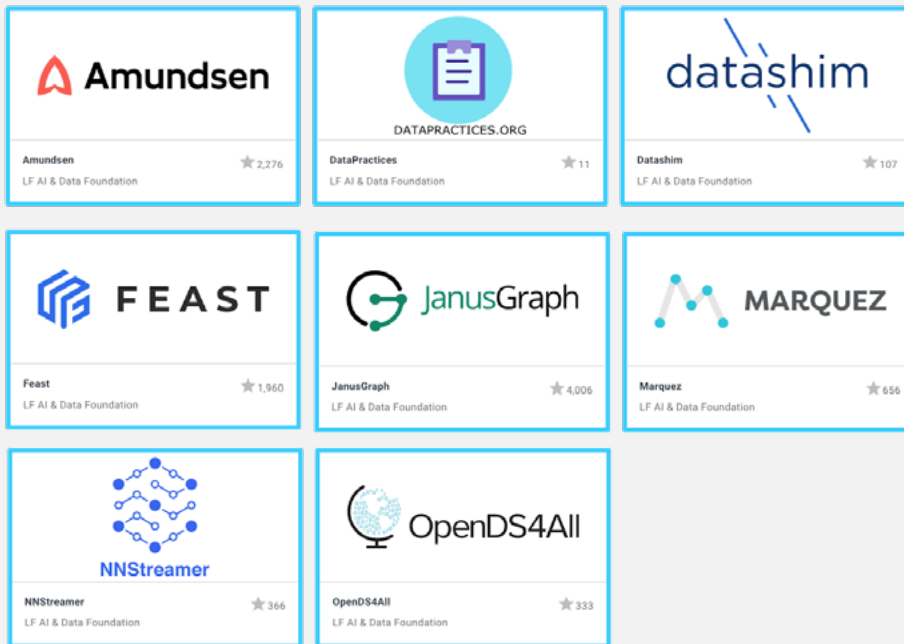 Amundsen
Amundsen
2,276
LF AI & Data Foundation
DATAPRACTICES.ORG
DataPractices
11
LF AI & Data Foundation
datashim
Datashim
107
LF AI & Data Foundation
FEAST
Feast
1,960
LF AI & Data Foundation
JanusGraph
JanusGraph
4,006
LF AI & Data Foundation
MARQUEZ
Marquez
656
LF AI & Data Foundation
NNStreamer
NNStreamer
366
LF AI & Data Foundation
OpenDS4All
OpenDS4All
333
LF AI & Data Foundation